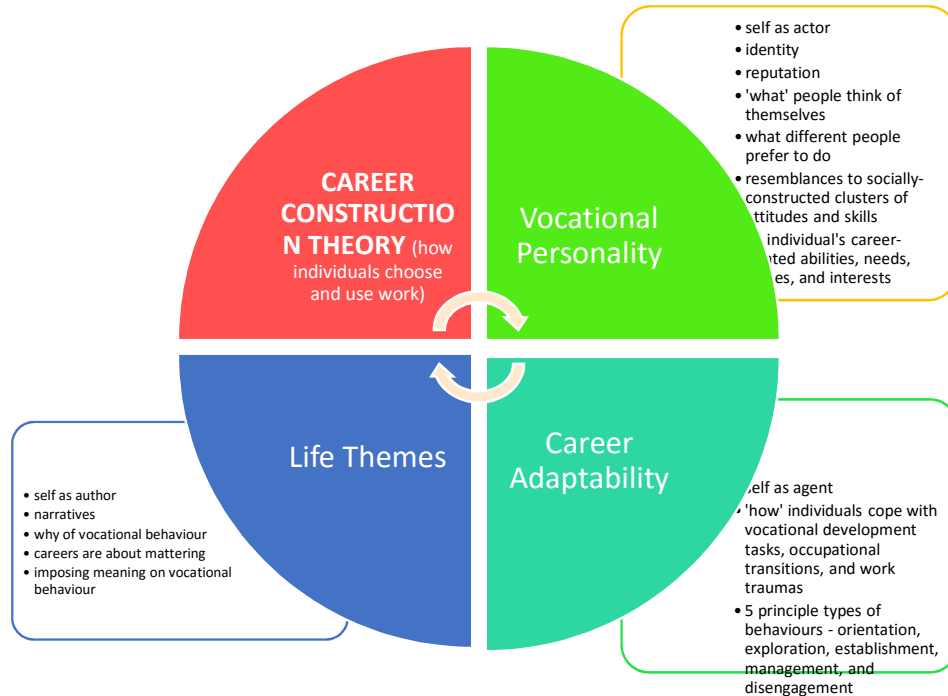 CAREER
CONSTRUCTIO
N THEORY (how
individuals choose
and use work)
Vocational
Personality
• self as actor
• identity
• reputation
• 'what' people think of
themselves
• what different people
prefer to do
• resemblances to socially-
constructed clusters of
attitudes and skills
individual's career-
abilities, needs,
and interests
Life Themes
• self as author
• narratives
• why of vocational behaviour
• careers are about mattering
• imposing meaning on vocational
behaviour
Career
Adaptability
self as agent
• 'how' individuals cope with
vocational development
tasks, occupational
transitions, and work
traumas
• 5 principle types of
behaviours - orientation,
exploration, establishment,
management, and
disengagement